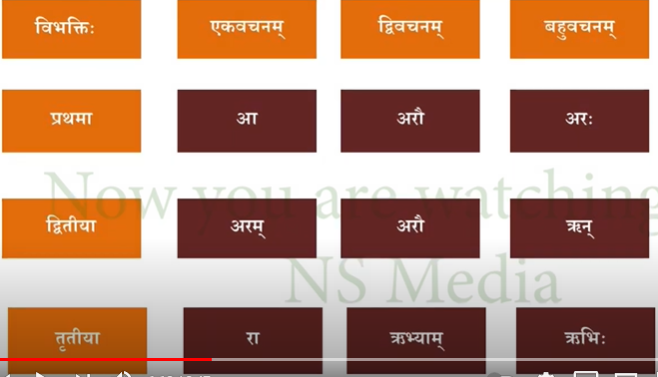 विभक्तिः एकवचनम् द्विवचनम् बहुवचनम्
प्रथमा आ अरौ अरः
Now you are watching
द्वितीया अरम् अरौ ऋन्
NS Media
तृतीया रा ऋभ्याम् ऋभिः